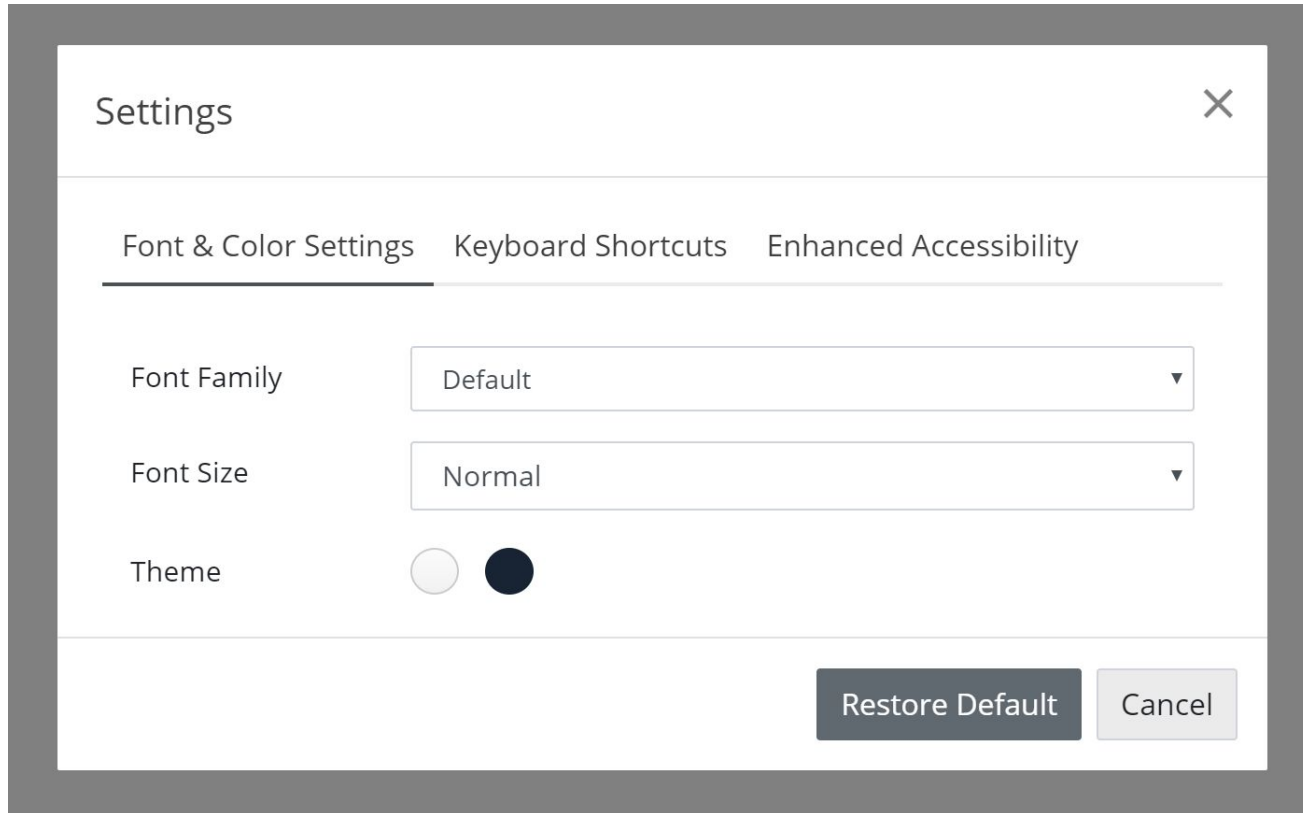 Settings
Font & Color Settings Keyboard Shortcuts Enhanced Accessibility
Font Family Default
Font Size Normal
Theme
Restore Default Cancel